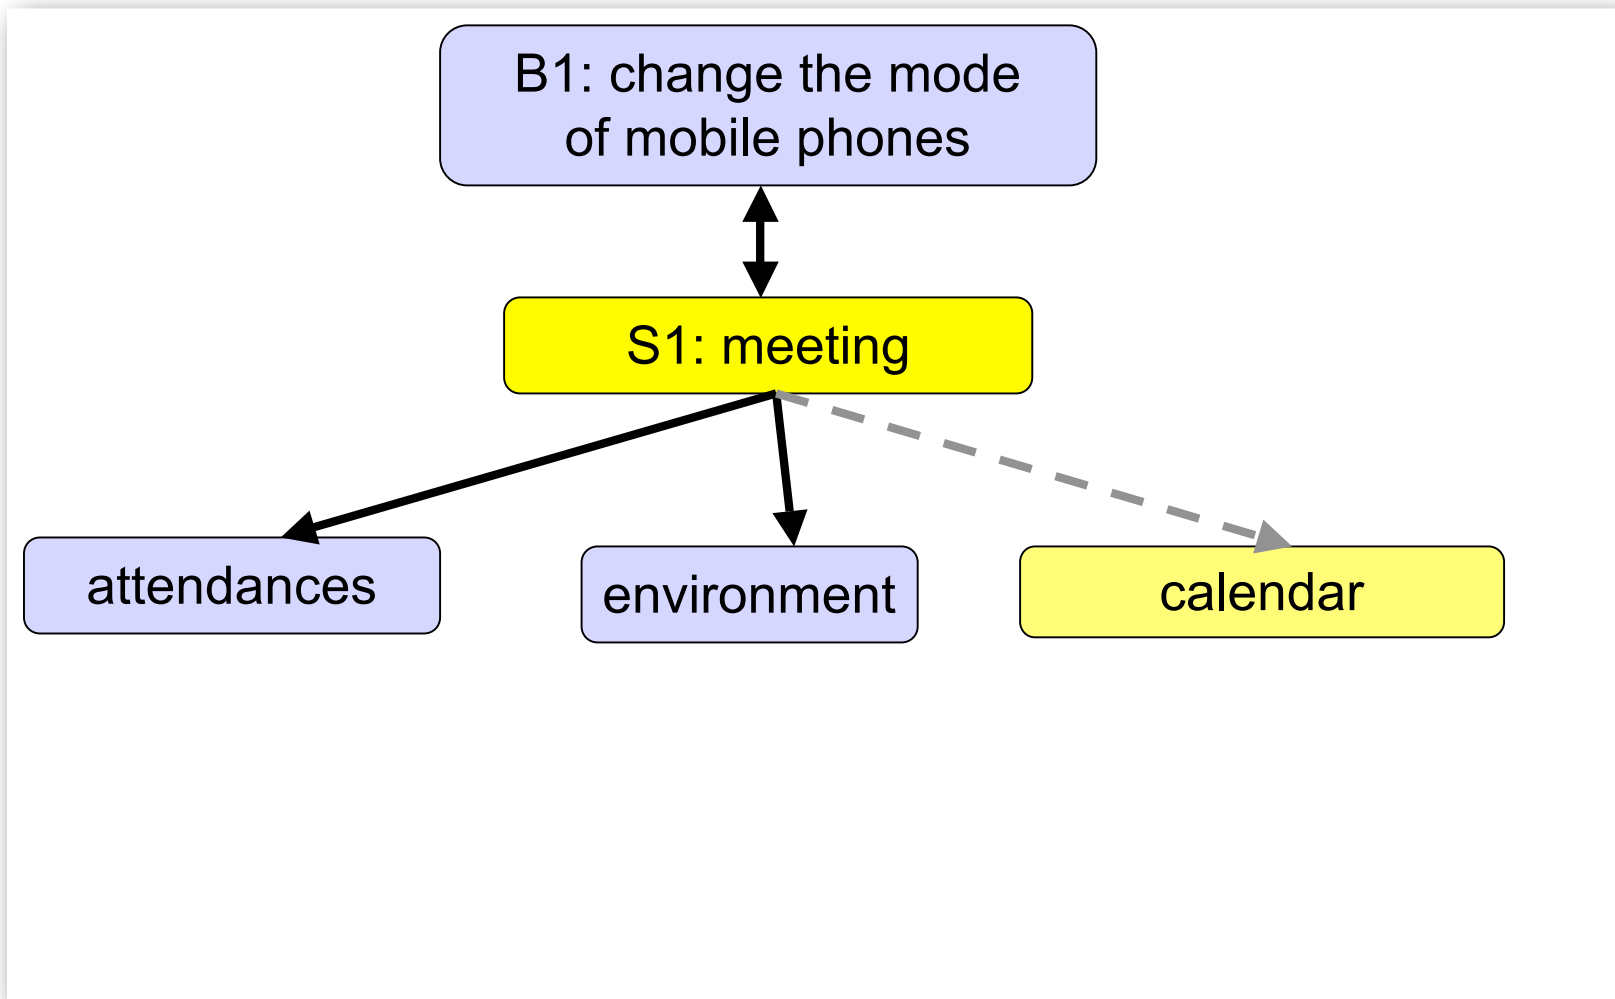 B1: change the mode
of mobile phones
S1: meeting
attendances
environment
calendar